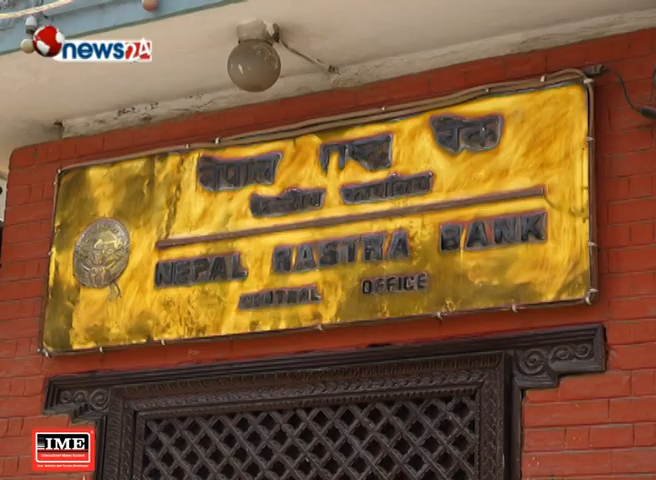 news24
नेपाल राष्ट्र बैंक
केन्द्रीय कार्यालय
NEPAL RASTRA BANK
CENTRAL OFFICE
IME